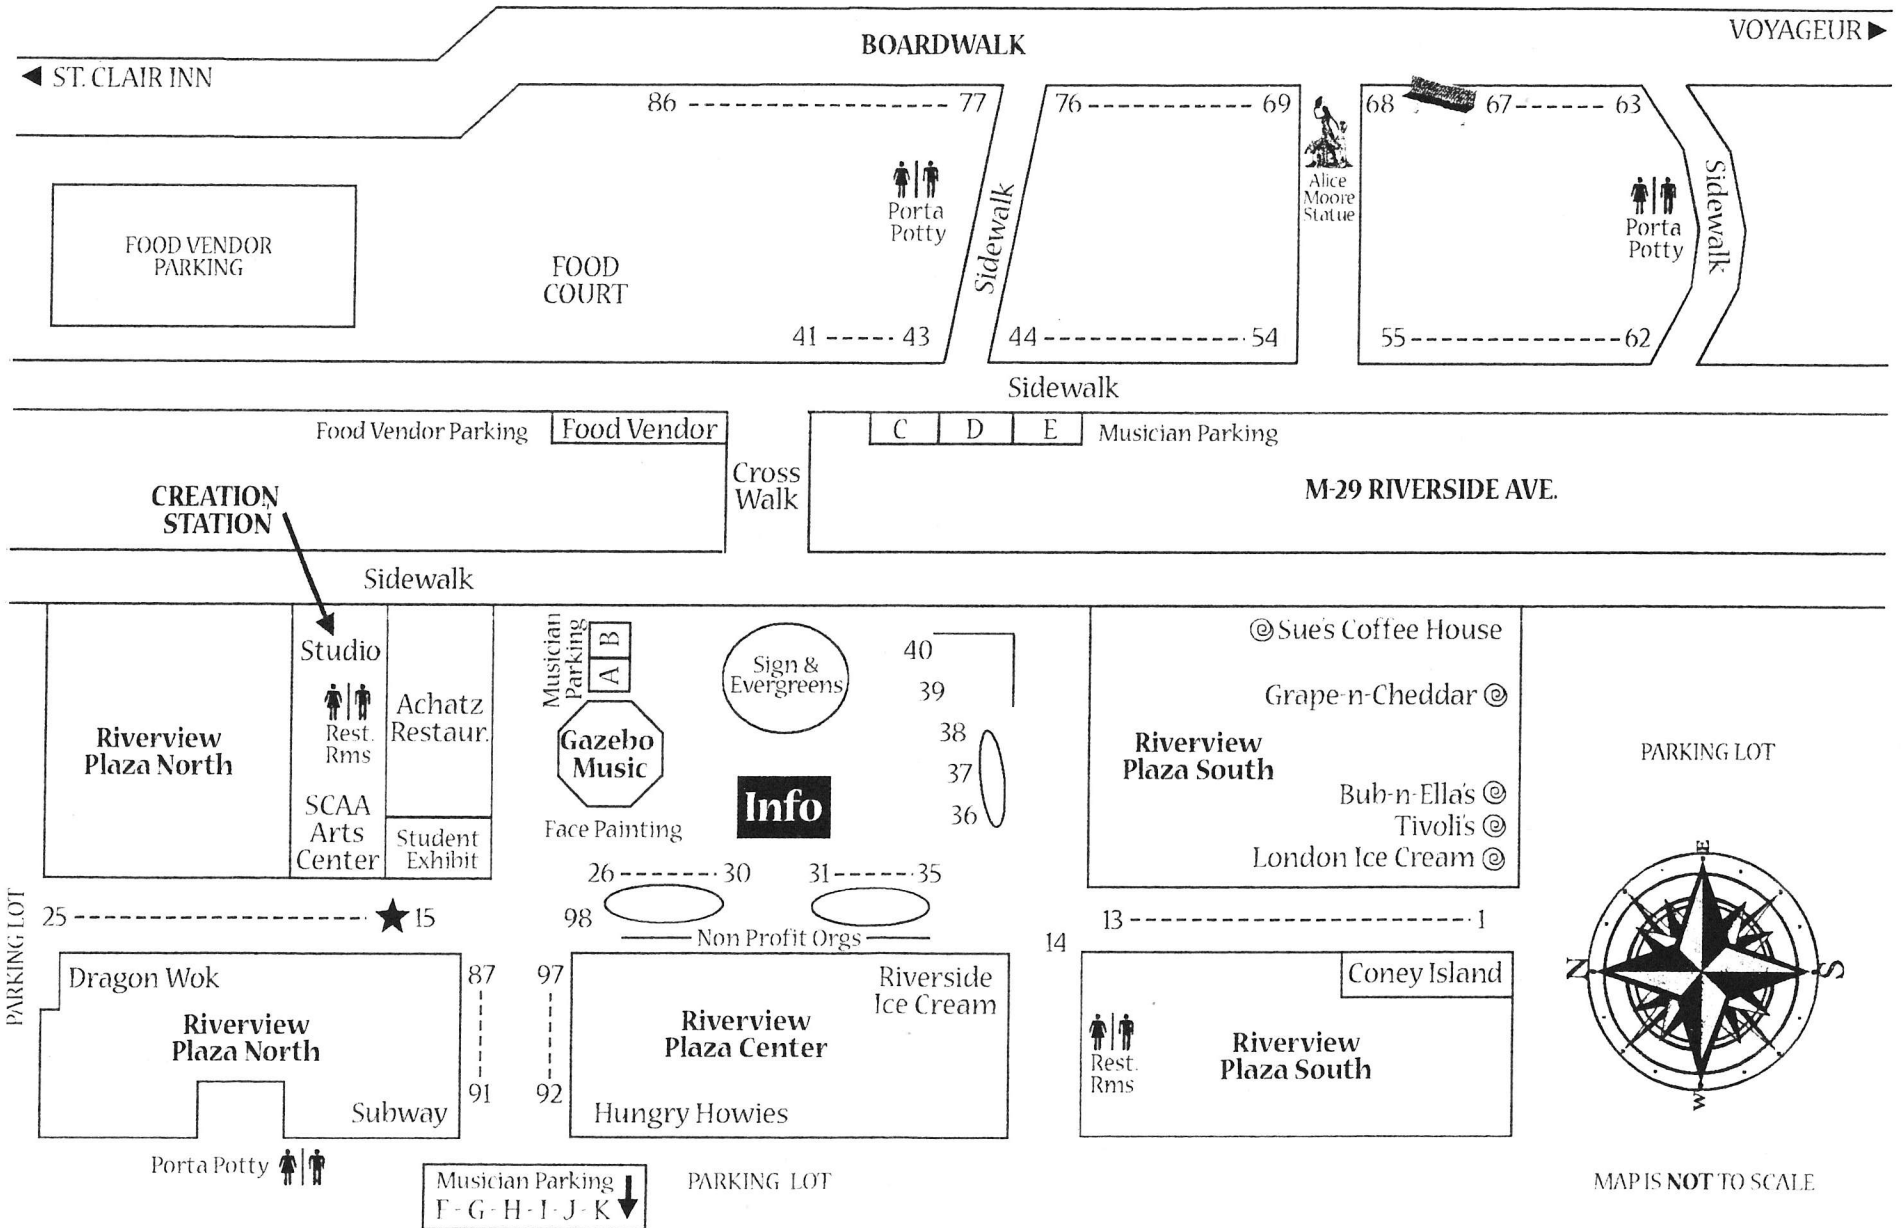 BOARDWALK
VOYAGEUR ▶
◀ ST. CLAIR INN
86 ---------------- 77
76 ------------ 69
68
67 ------ 63
Porta
Potty
Sidewalk
Alice
Moore
Statue
Porta
Potty
Sidewalk
FOOD VENDOR
PARKING
FOOD
COURT
41 ----- 43
44 --------------- 54
55 --------------- 62
Sidewalk
Food Vendor Parking
Food Vendor
C
D
E
Musician Parking
Cross
Walk
M-29 RIVERSIDE AVE.
CREATION
STATION
Sidewalk
Riverview
Plaza North
Studio
Rest.
Rms
SCAA
Arts
Center
Achatz
Restaur.
Student
Exhibit
Musician
Parking
A B
Gazebo
Music
Face Painting
Sign &
Evergreens
Info
40
39
38
37
36
Sue's Coffee House
Grape-n-Cheddar
Riverview
Plaza South
Bub-n-Ella's
Tivoli's
London Ice Cream
PARKING LOT
26 ------- 30
31 ------ 35
98
Non Profit Orgs
PARKING LOT
25 ---------------------- ★ 15
14
13 ------------------------ 1
Dragon Wok
Riverview
Plaza North
Subway
87
91
97
92
Riverside
Ice Cream
Riverview
Plaza Center
Hungry Howies
Coney Island
Rest.
Rms
Riverview
Plaza South
E
N
S
W
Porta Potty
Musician Parking
F - G - H - I - J - K
PARKING LOT
MAP IS NOT TO SCALE